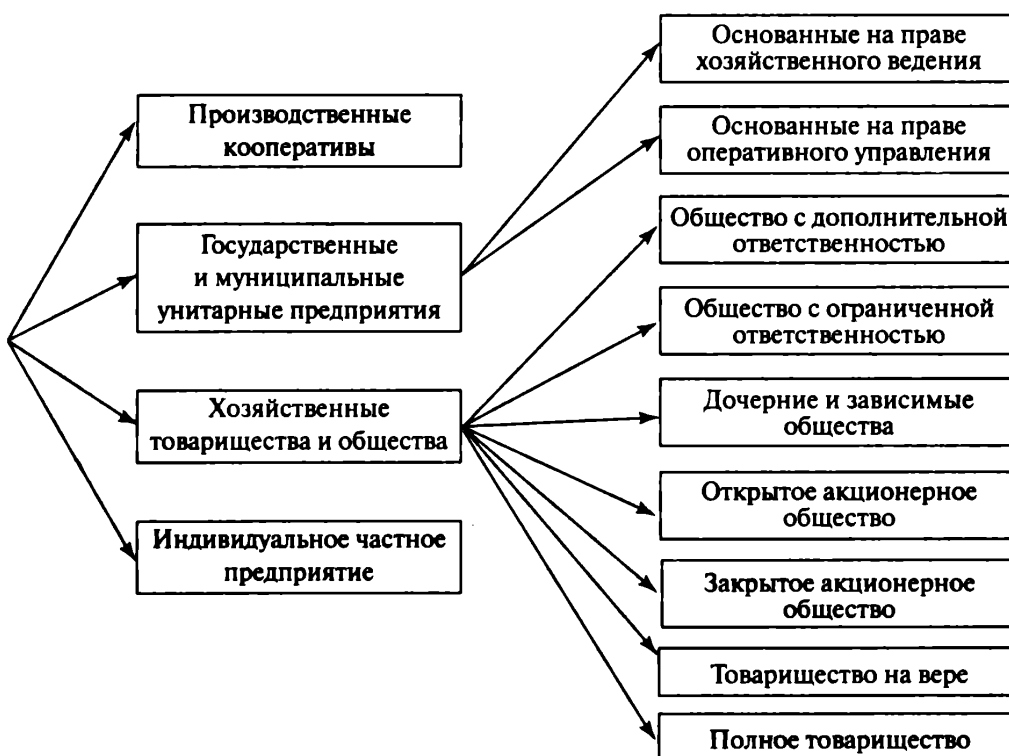 Производственные
кооперативы
Государственные
и муниципальные
унитарные предприятия
Хозяйственные
товарищества и общества
Индивидуальное частное
предприятие
Основанные на праве
хозяйственного ведения
Основанные на праве
оперативного управления
Общество с дополнительной
ответственностью
Общество с ограниченной
ответственностью
Дочерние и зависимые
общества
Открытое акционерное
общество
Закрытое акционерное
общество
Товарищество на вере
Полное товарищество